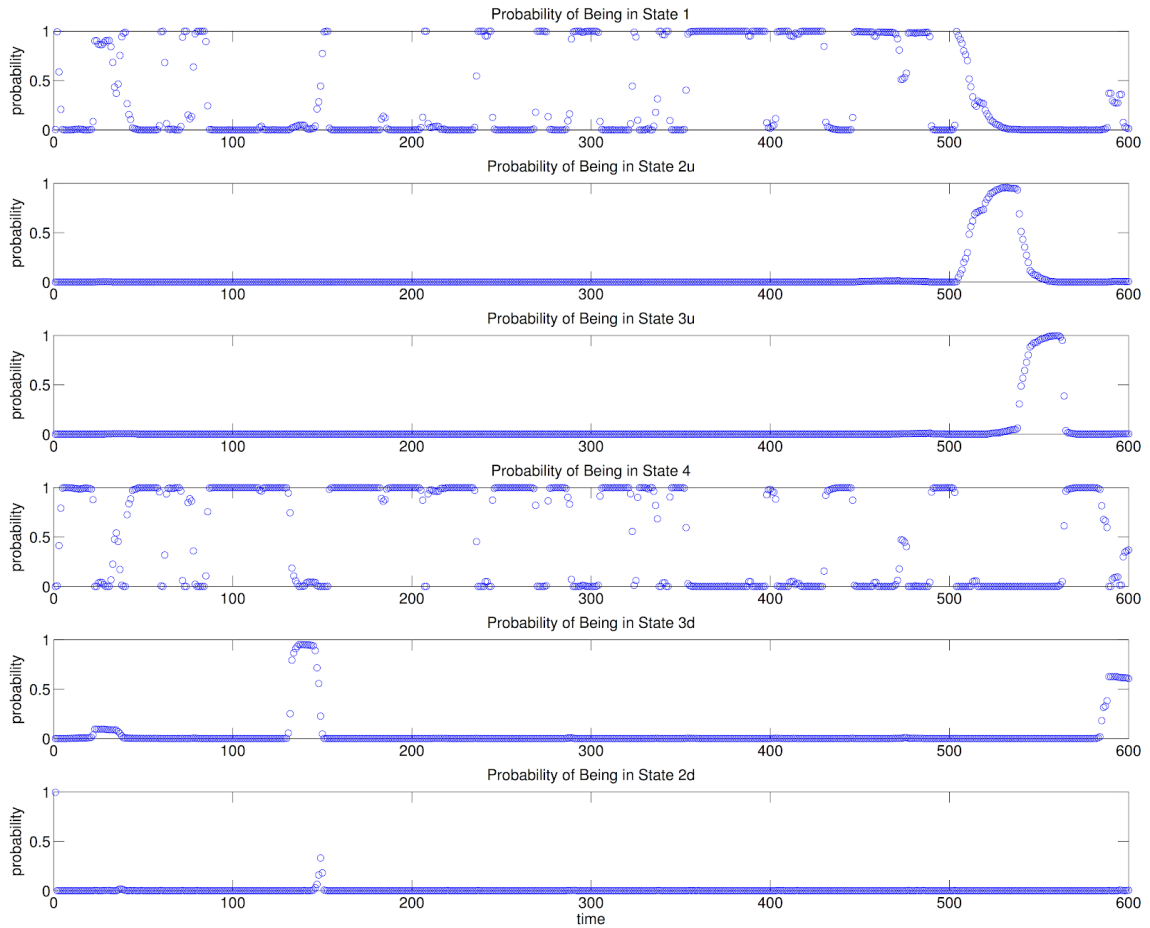 Probability of Being in State 1
probability
1
0.5
0
0 100 200 300 400 500 600
Probability of Being in State 2u
probability
1
0.5
0
0 100 200 300 400 500 600
Probability of Being in State 3u
probability
1
0.5
0
0 100 200 300 400 500 600
Probability of Being in State 4
probability
1
0.5
0
0 100 200 300 400 500 600
Probability of Being in State 3d
probability
1
0.5
0
0 100 200 300 400 500 600
Probability of Being in State 2d
probability
1
0.5
0
0 100 200 300 400 500 600
time